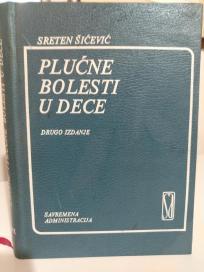 SRETEN ŠIĆEVIĆ
PLUĆNE
BOLESTI
U DECE
DRUGO IZDANJE
SAVREMENA
ADMINISTRACIJA